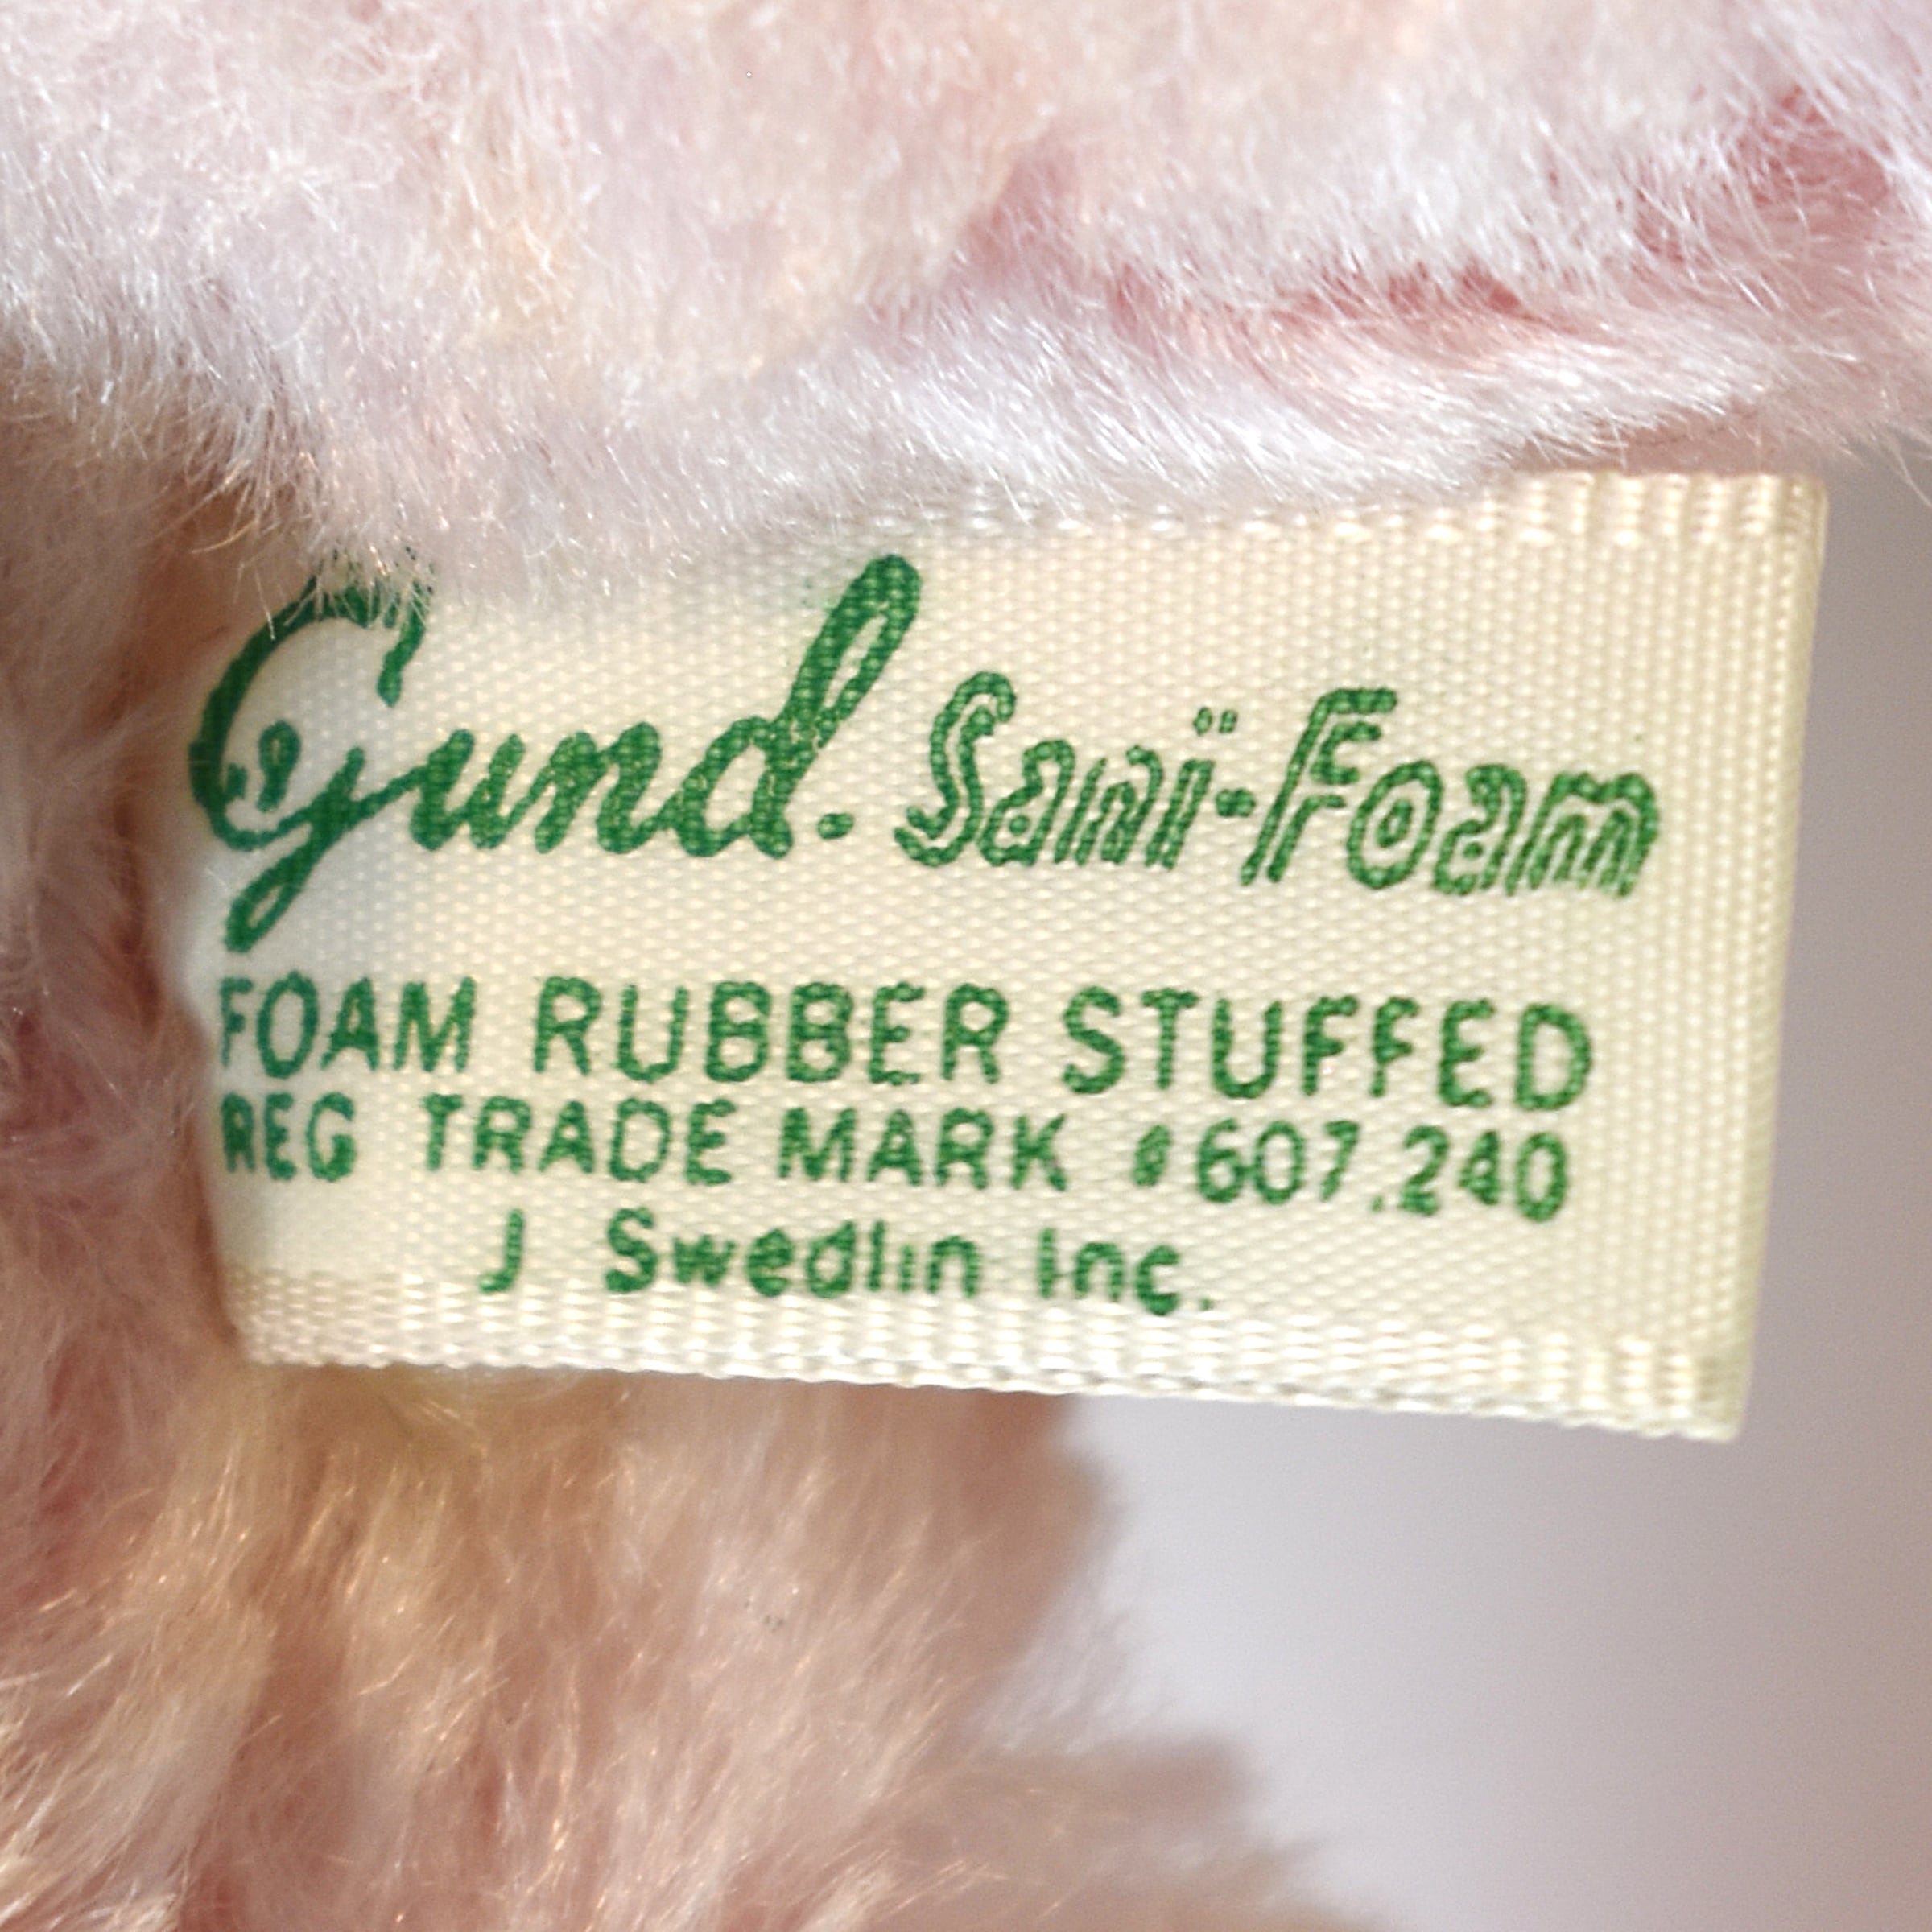 Gund. Sani-Foam
FOAM RUBBER STUFFED
REG TRADE MARK #607.240
J Swedlin Inc.